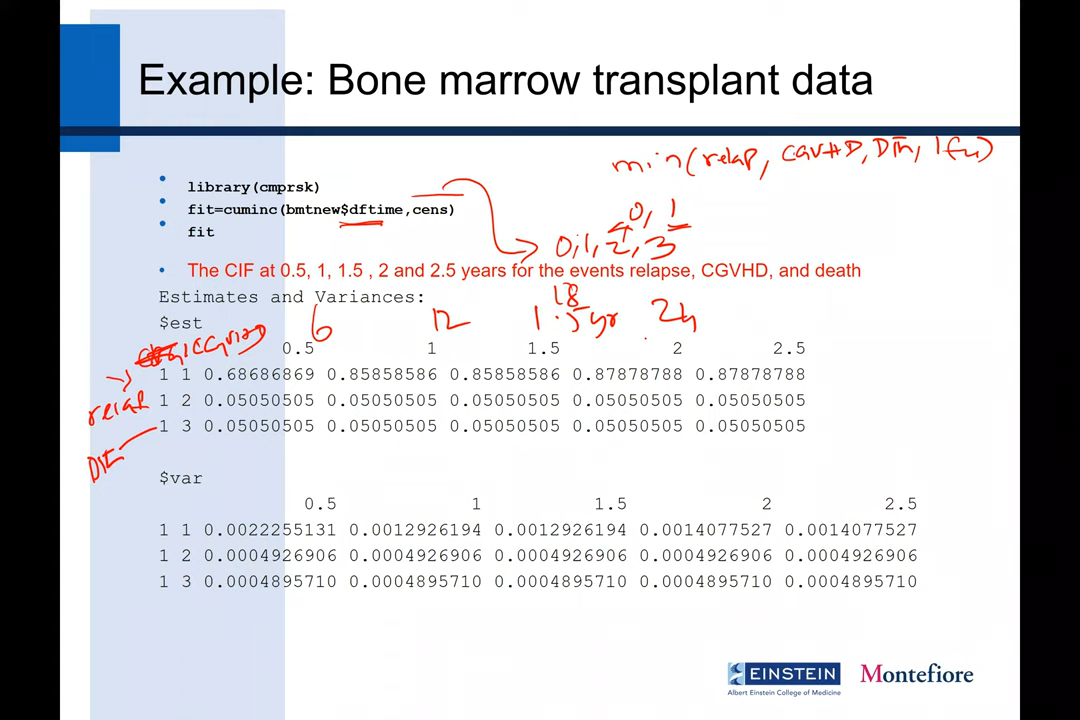 Example: Bone marrow transplant data
min(relap, CGVHD, Dth, lfu)
• library(cmprsk)
• fit=cuminc(bmtnew$dftime,cens)
• fit
0, 1
0,1,2,3
• The CIF at 0.5, 1, 1.5 , 2 and 2.5 years for the events relapse, CGVHD, and death
Estimates and Variances:
18
$est
6 12 1.5 yr 2y
CGVHD
0.5 1 1.5 2 2.5
1 1 0.68686869 0.85858586 0.85858586 0.87878788 0.87878788
relap 1 2 0.05050505 0.05050505 0.05050505 0.05050505 0.05050505
1 3 0.05050505 0.05050505 0.05050505 0.05050505 0.05050505
DIE
$var
0.5 1 1.5 2 2.5
1 1 0.0022255131 0.0012926194 0.0012926194 0.0014077527 0.0014077527
1 2 0.0004926906 0.0004926906 0.0004926906 0.0004926906 0.0004926906
1 3 0.0004895710 0.0004895710 0.0004895710 0.0004895710 0.0004895710
EINSTEIN Montefiore
Albert Einstein College of Medicine